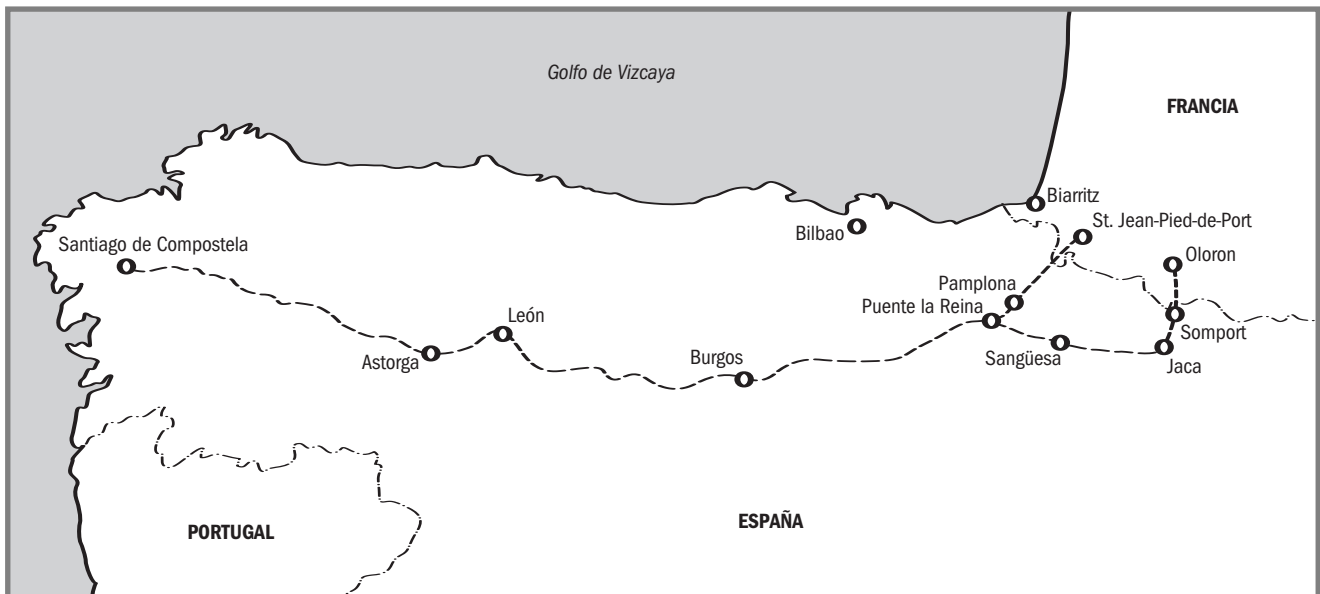 Golfo de Vizcaya
FRANCIA
Biarritz
St. Jean-Pied-de-Port
Bilbao
Santiago de Compostela
Oloron
Pamplona
Puente la Reina
León
Somport
Astorga
Burgos
Sangüesa
Jaca
ESPAÑA
PORTUGAL